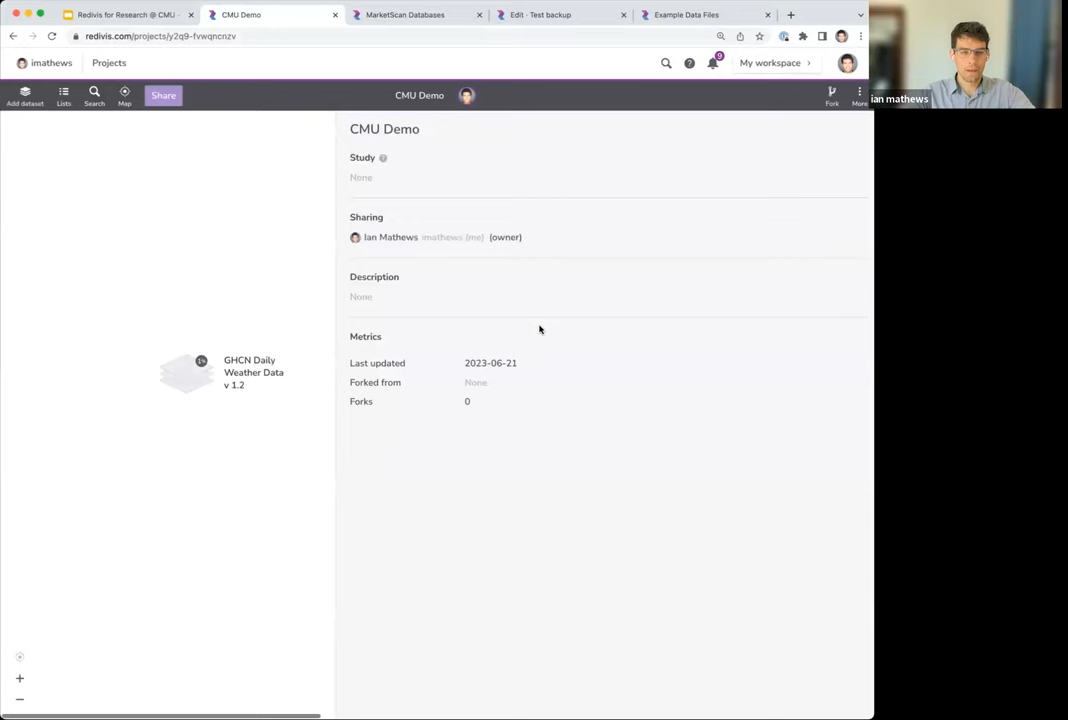 Redivis for Research @ CMU -
CMU Demo
MarketScan Databases
Edit · Test backup
Example Data Files
redivis.com/projects/y2q9-fvwqncnzv
imathews
Projects
9
My workspace
Add dataset
Lists
Search
Map
Share
CMU Demo
Fork
More
ian mathews
CMU Demo
Study
None
Sharing
Ian Mathews imathews (me) (owner)
Description
None
Metrics
Last updated 2023-06-21
Forked from None
Forks 0
1%
GHCN Daily
Weather Data
v 1.2